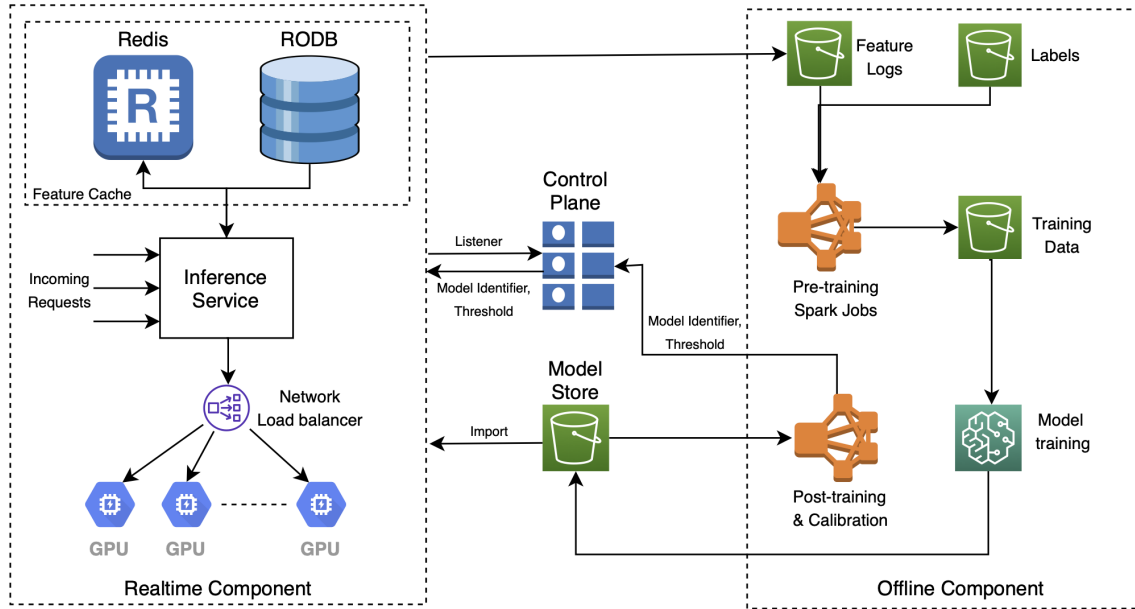 Redis
RODB
R
Feature Cache
Incoming
Requests
Inference
Service
Network
Load balancer
GPU
GPU
GPU
Realtime Component
Control
Plane
Listener
Model Identifier,
Threshold
Model Identifier,
Threshold
Model
Store
Import
Feature
Logs
Labels
Pre-training
Spark Jobs
Training
Data
Post-training
& Calibration
Model
training
Offline Component